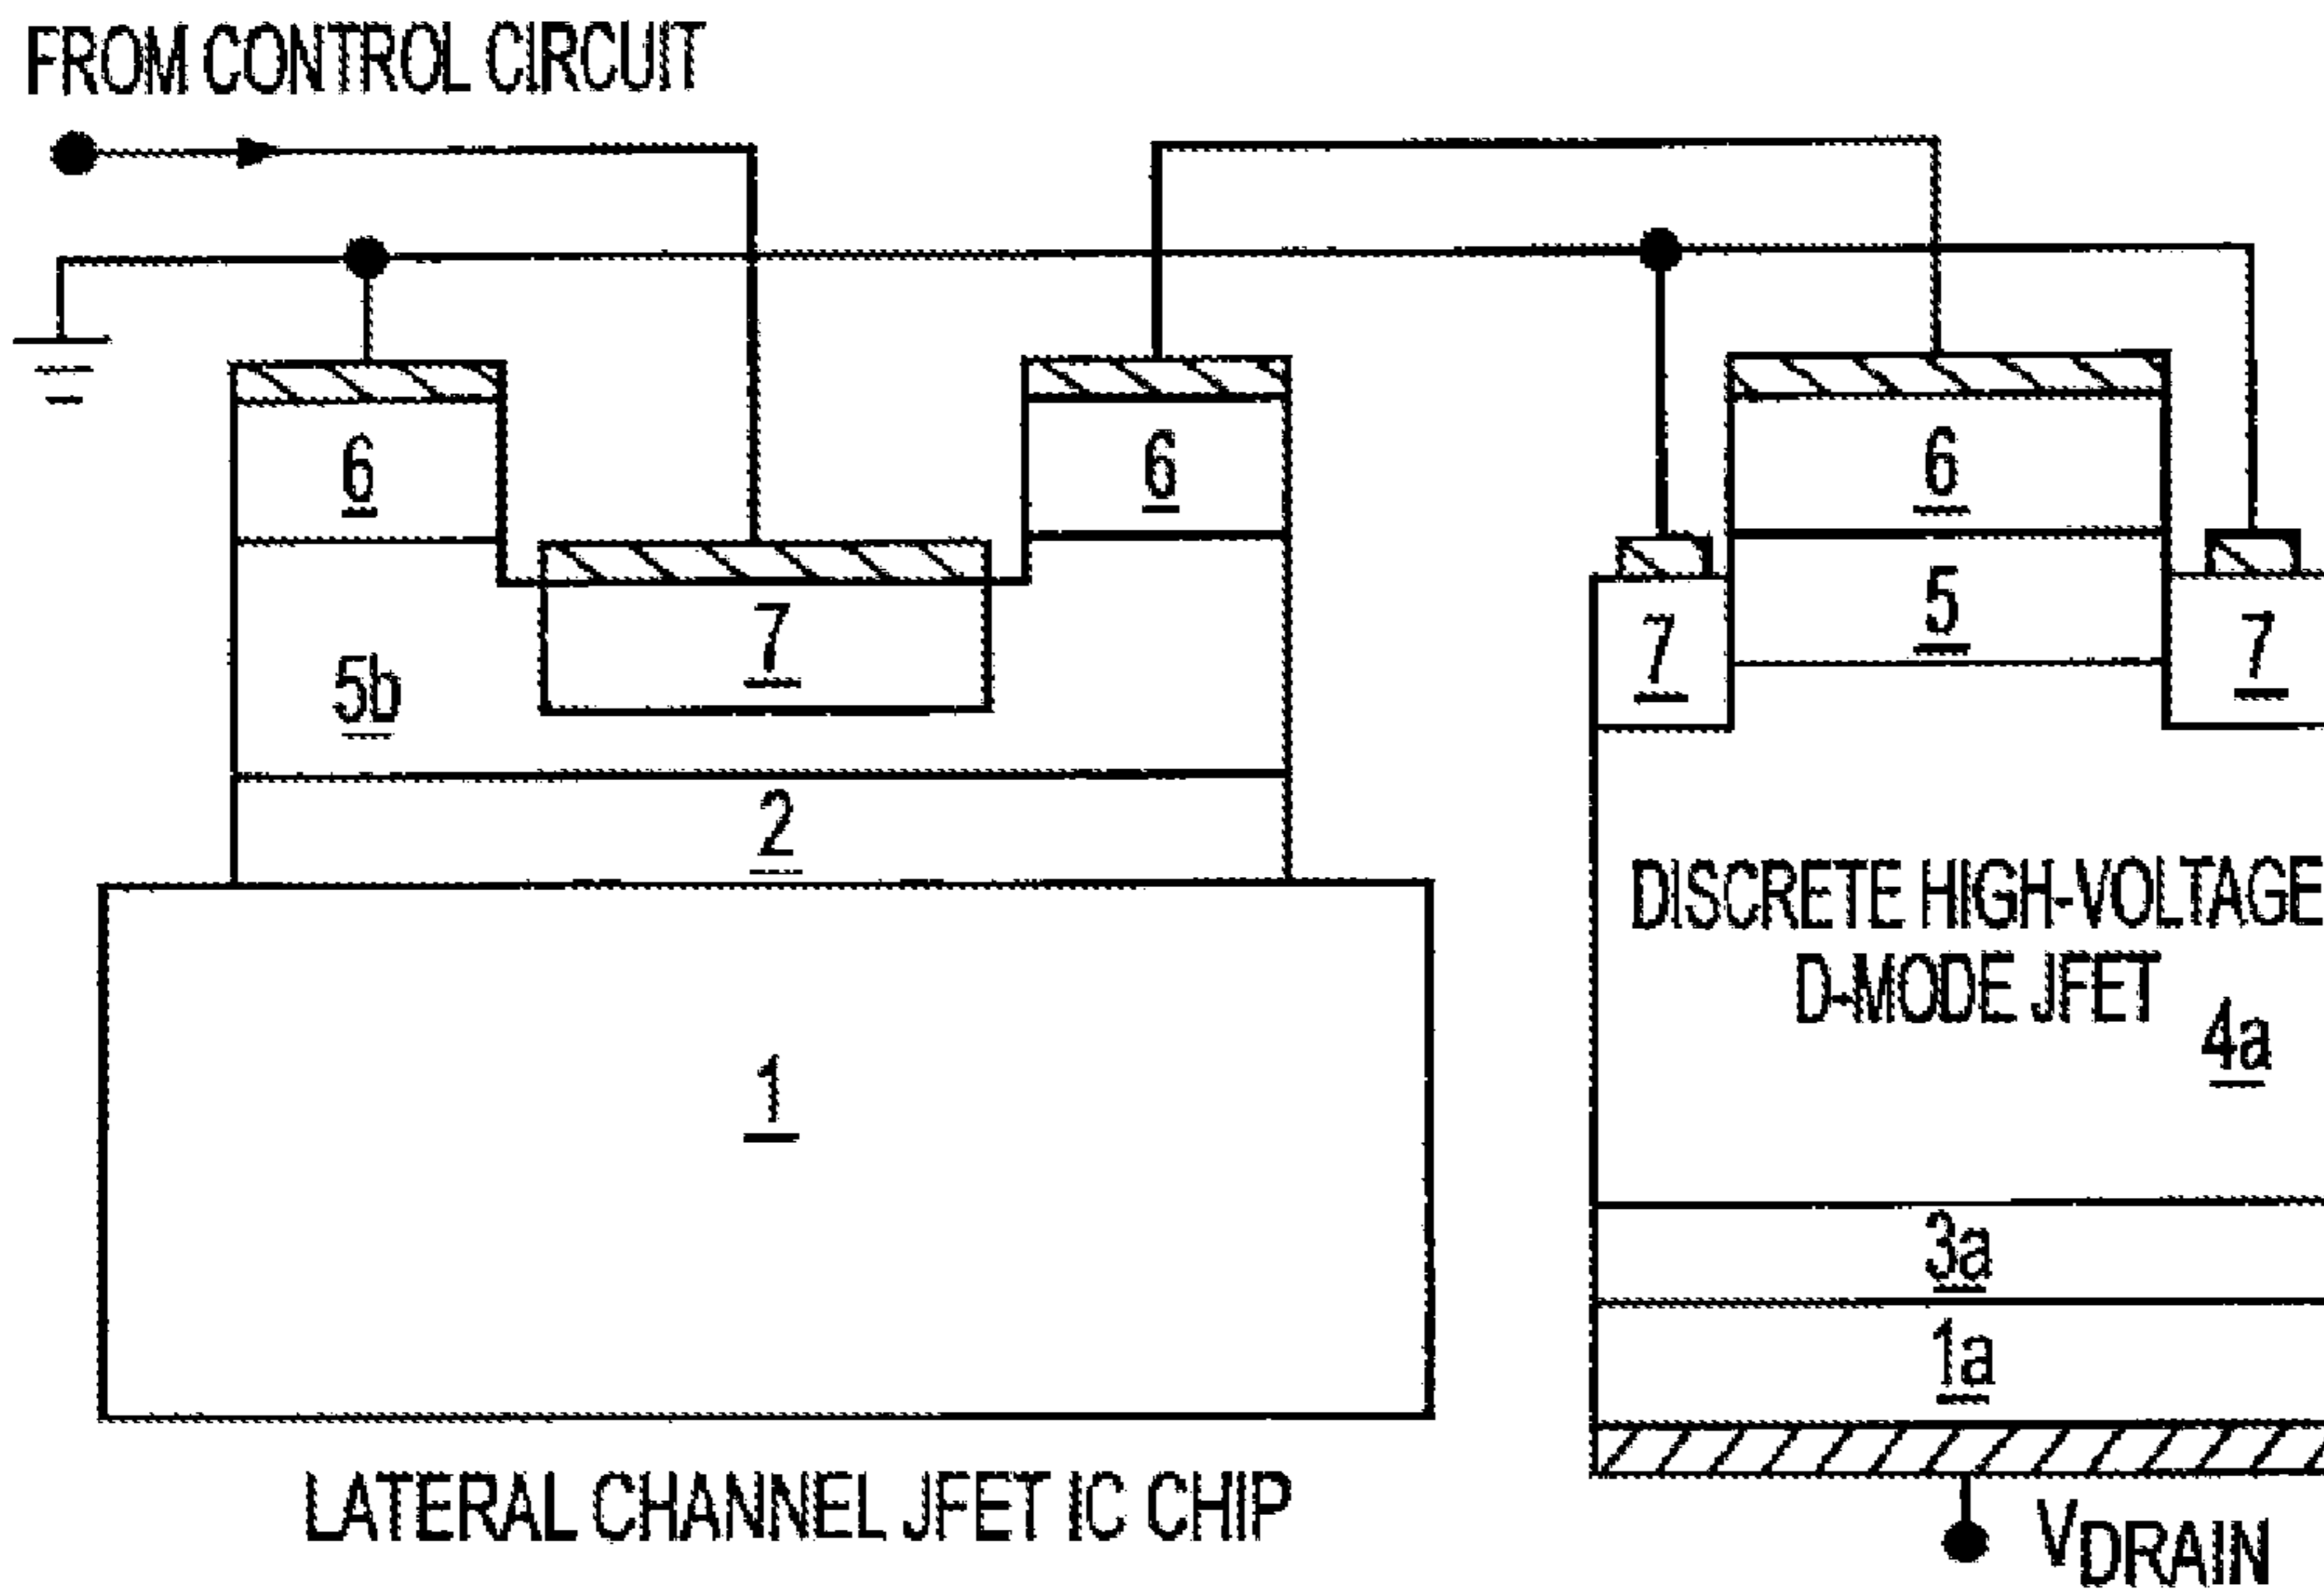 FROM CONTROL CIRCUIT
6
6
6
5
7
7
7
5b
2
DISCRETE HIGH-VOLTAGE
D-MODE JFET
4a
1
3a
1a
LATERAL CHANNEL JFET IC CHIP
VDRAIN